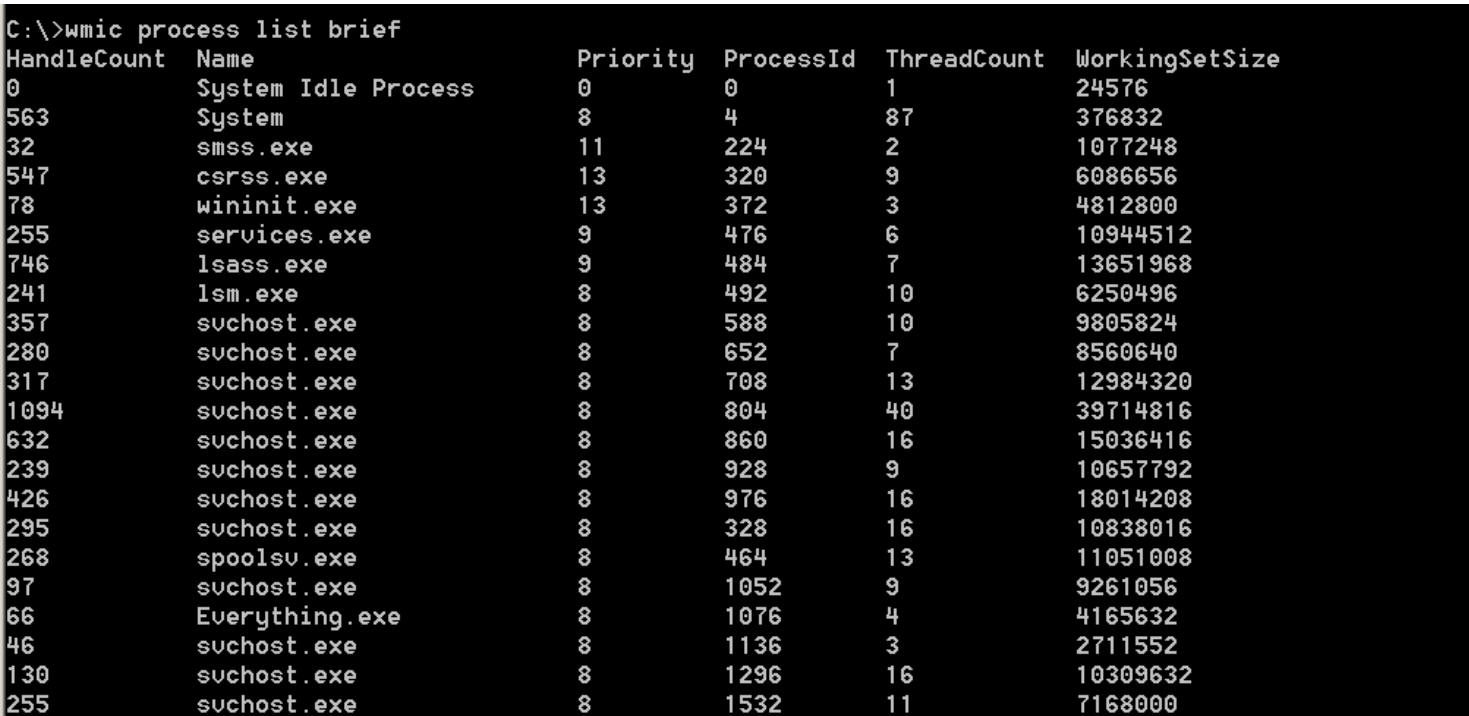 C:\>wmic process list brief
HandleCount  Name                 Priority  ProcessId  ThreadCount  WorkingSetSize
0            System Idle Process  0         0          1            24576
563          System               8         4          87           376832
32           smss.exe             11        224        2            1077248
547          csrss.exe            13        320        9            6086656
78           wininit.exe          13        372        3            4812800
255          services.exe         9         476        6            10944512
746          lsass.exe            9         484        7            13651968
241          lsm.exe              8         492        10           6250496
357          svchost.exe          8         588        10           9805824
280          svchost.exe          8         652        7            8560640
317          svchost.exe          8         708        13           12984320
1094         svchost.exe          8         804        40           39714816
632          svchost.exe          8         860        16           15036416
239          svchost.exe          8         928        9            10657792
426          svchost.exe          8         976        16           18014208
295          svchost.exe          8         328        16           10838016
268          spoolsv.exe          8         464        13           11051008
97           svchost.exe          8         1052       9            9261056
66           Everything.exe       8         1076       4            4165632
46           svchost.exe          8         1136       3            2711552
130          svchost.exe          8         1296       16           10309632
255          svchost.exe          8         1532       11           7168000